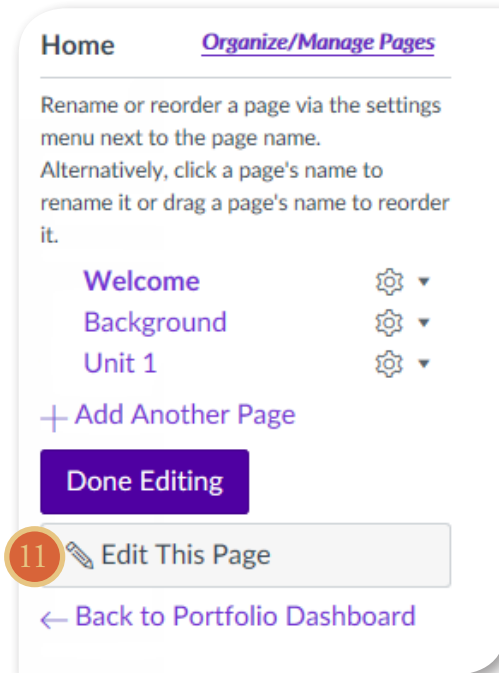 Home Organize/Manage Pages
Rename or reorder a page via the settings
menu next to the page name.
Alternatively, click a page's name to
rename it or drag a page's name to reorder
it.
Welcome
Background
Unit 1
+ Add Another Page
Done Editing
11 Edit This Page
← Back to Portfolio Dashboard